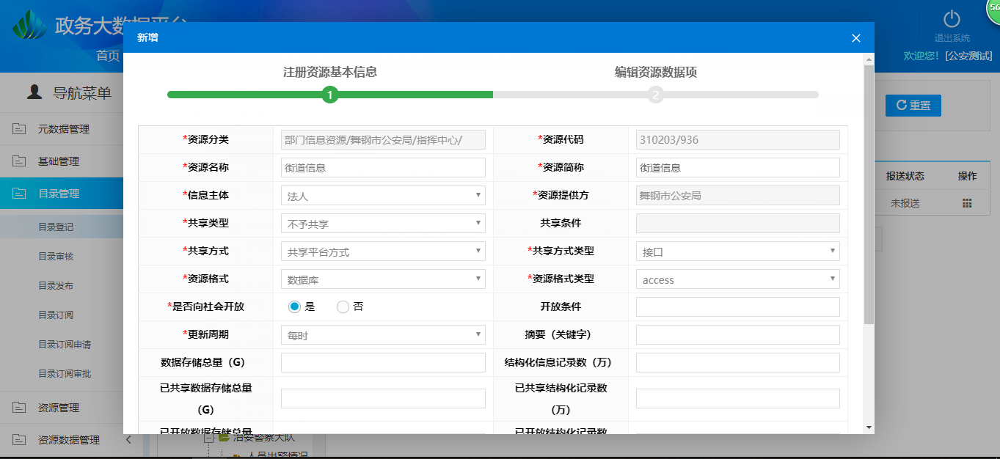 政务大数据平台
56
首页
退出系统
欢迎您! [公安测试]
新增
导航菜单
元数据管理
基础管理
目录管理
目录登记
目录审核
目录发布
目录订阅
目录订阅申请
目录订阅审批
资源管理
资源数据管理
注册资源基本信息
编辑资源数据项
1
2
*资源分类 部门信息资源/舞钢市公安局/指挥中心/ *资源代码 310203/936
*资源名称 街道信息 *资源简称 街道信息
*信息主体 法人 *资源提供方 舞钢市公安局
*共享类型 不予共享 共享条件
*共享方式 共享平台方式 *共享方式类型 接口
*资源格式 数据库 *资源格式类型 access
*是否向社会开放 是 否 开放条件
*更新周期 每时 摘要（关键字）
数据存储总量（G） 结构化信息记录数（万）
已共享数据存储总量
（G）
已共享结构化记录数
（万）
已开放数据存储总量 已开放结构化记录数
重置
报送状态 操作
未报送
治安警察大队
人员出警情况